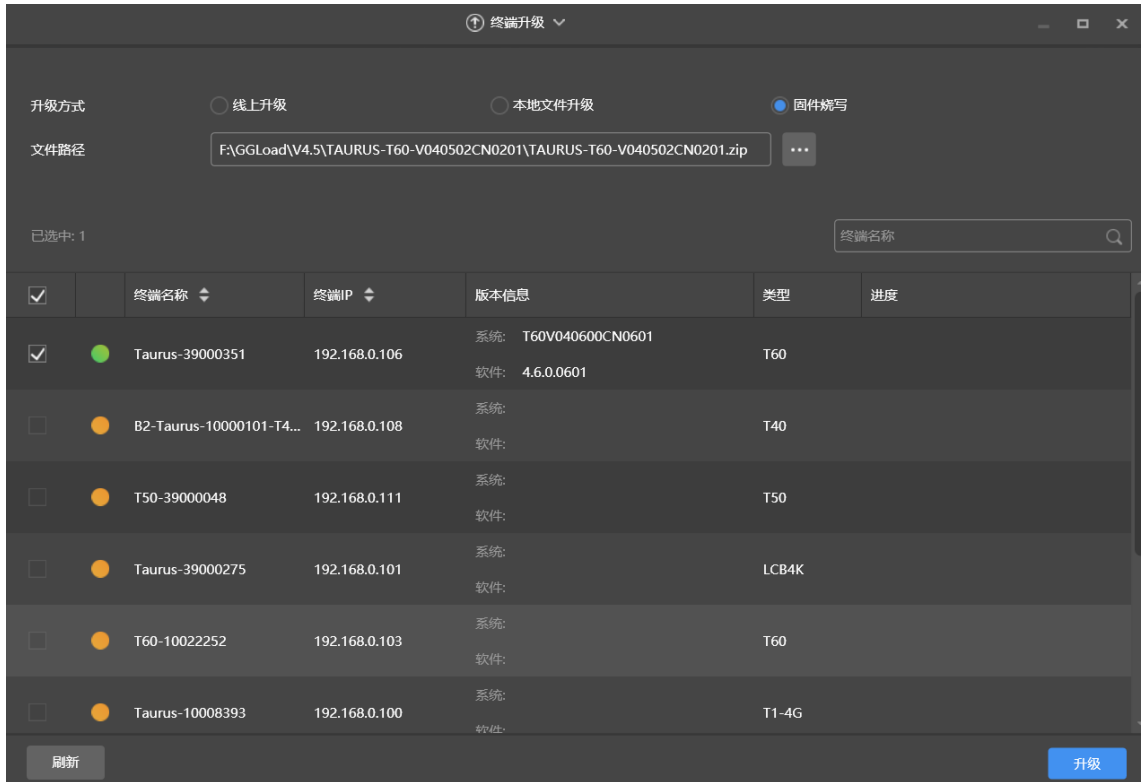 终端升级
升级方式 线上升级 本地文件升级 固件烧写
文件路径 F:\GGLoad\V4.5\TAURUS-T60-V040502CN0201\TAURUS-T60-V040502CN0201.zip ...
已选中: 1 终端名称
终端名称 终端IP 版本信息 类型 进度
系统: T60V040600CN0601
Taurus-39000351 192.168.0.106 T60
软件: 4.6.0.0601
系统:
B2-Taurus-10000101-T4... 192.168.0.108 T40
软件:
系统:
T50-39000048 192.168.0.111 T50
软件:
系统:
Taurus-39000275 192.168.0.101 LCB4K
软件:
系统:
T60-10022252 192.168.0.103 T60
软件:
系统:
Taurus-10008393 192.168.0.100 T1-4G
软件:
刷新 升级